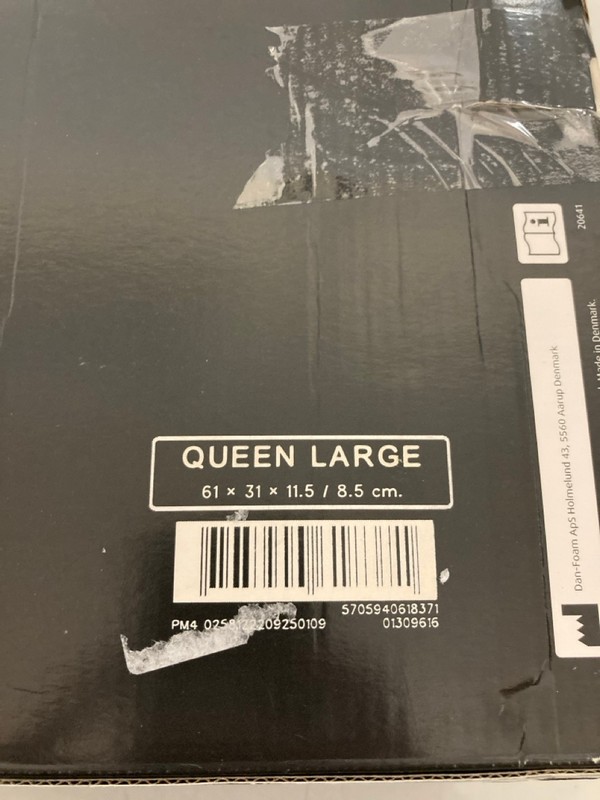 QUEEN LARGE
61 × 31 × 11.5 / 8.5 cm.
5705940618371
PM4
01309616
20641
Made in Denmark.
Dan-Foam ApS Holmelund 43, 5560 Aarup Denmark
i